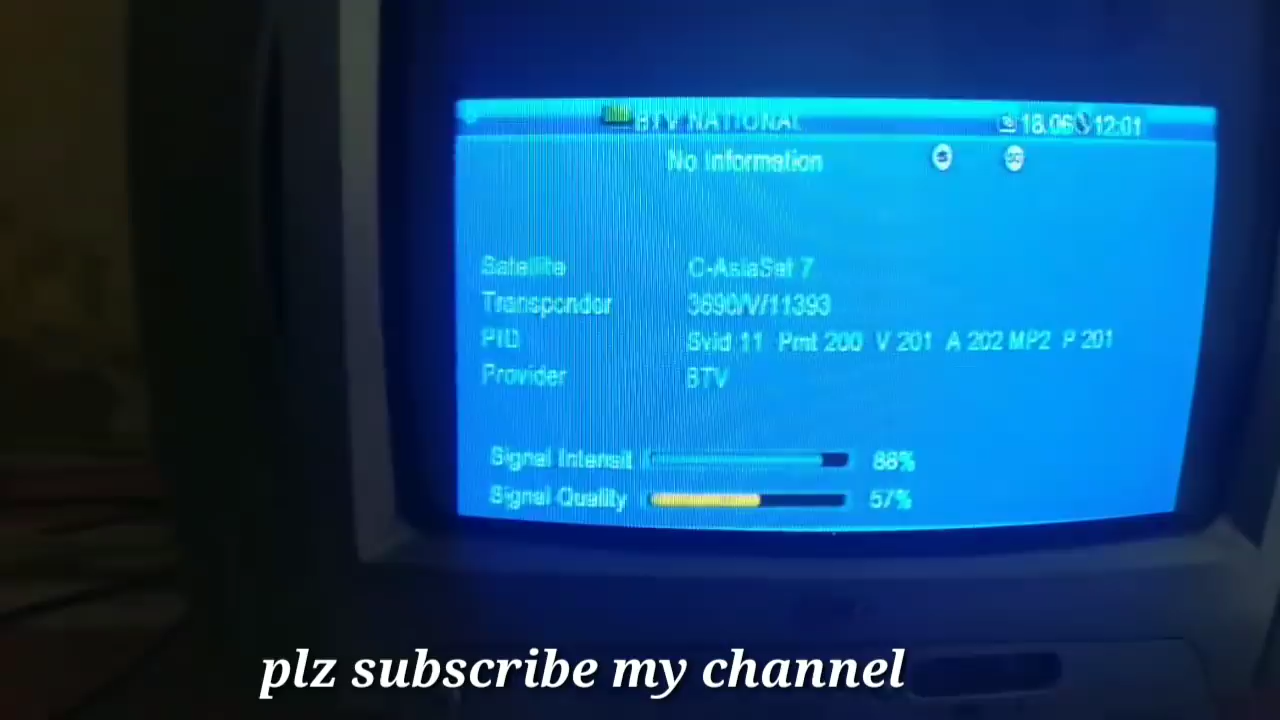 BTV NATIONAL 18.06 12:01
No Information
Satellite C-AsiaSat 7
Transponder 3690/V/11393
PID Svid 11 Pmt 200 V 201 A 202 MP2 P 201
Provider BTV
Signal Intensit 86%
Signal Quality 57%
plz subscribe my channel